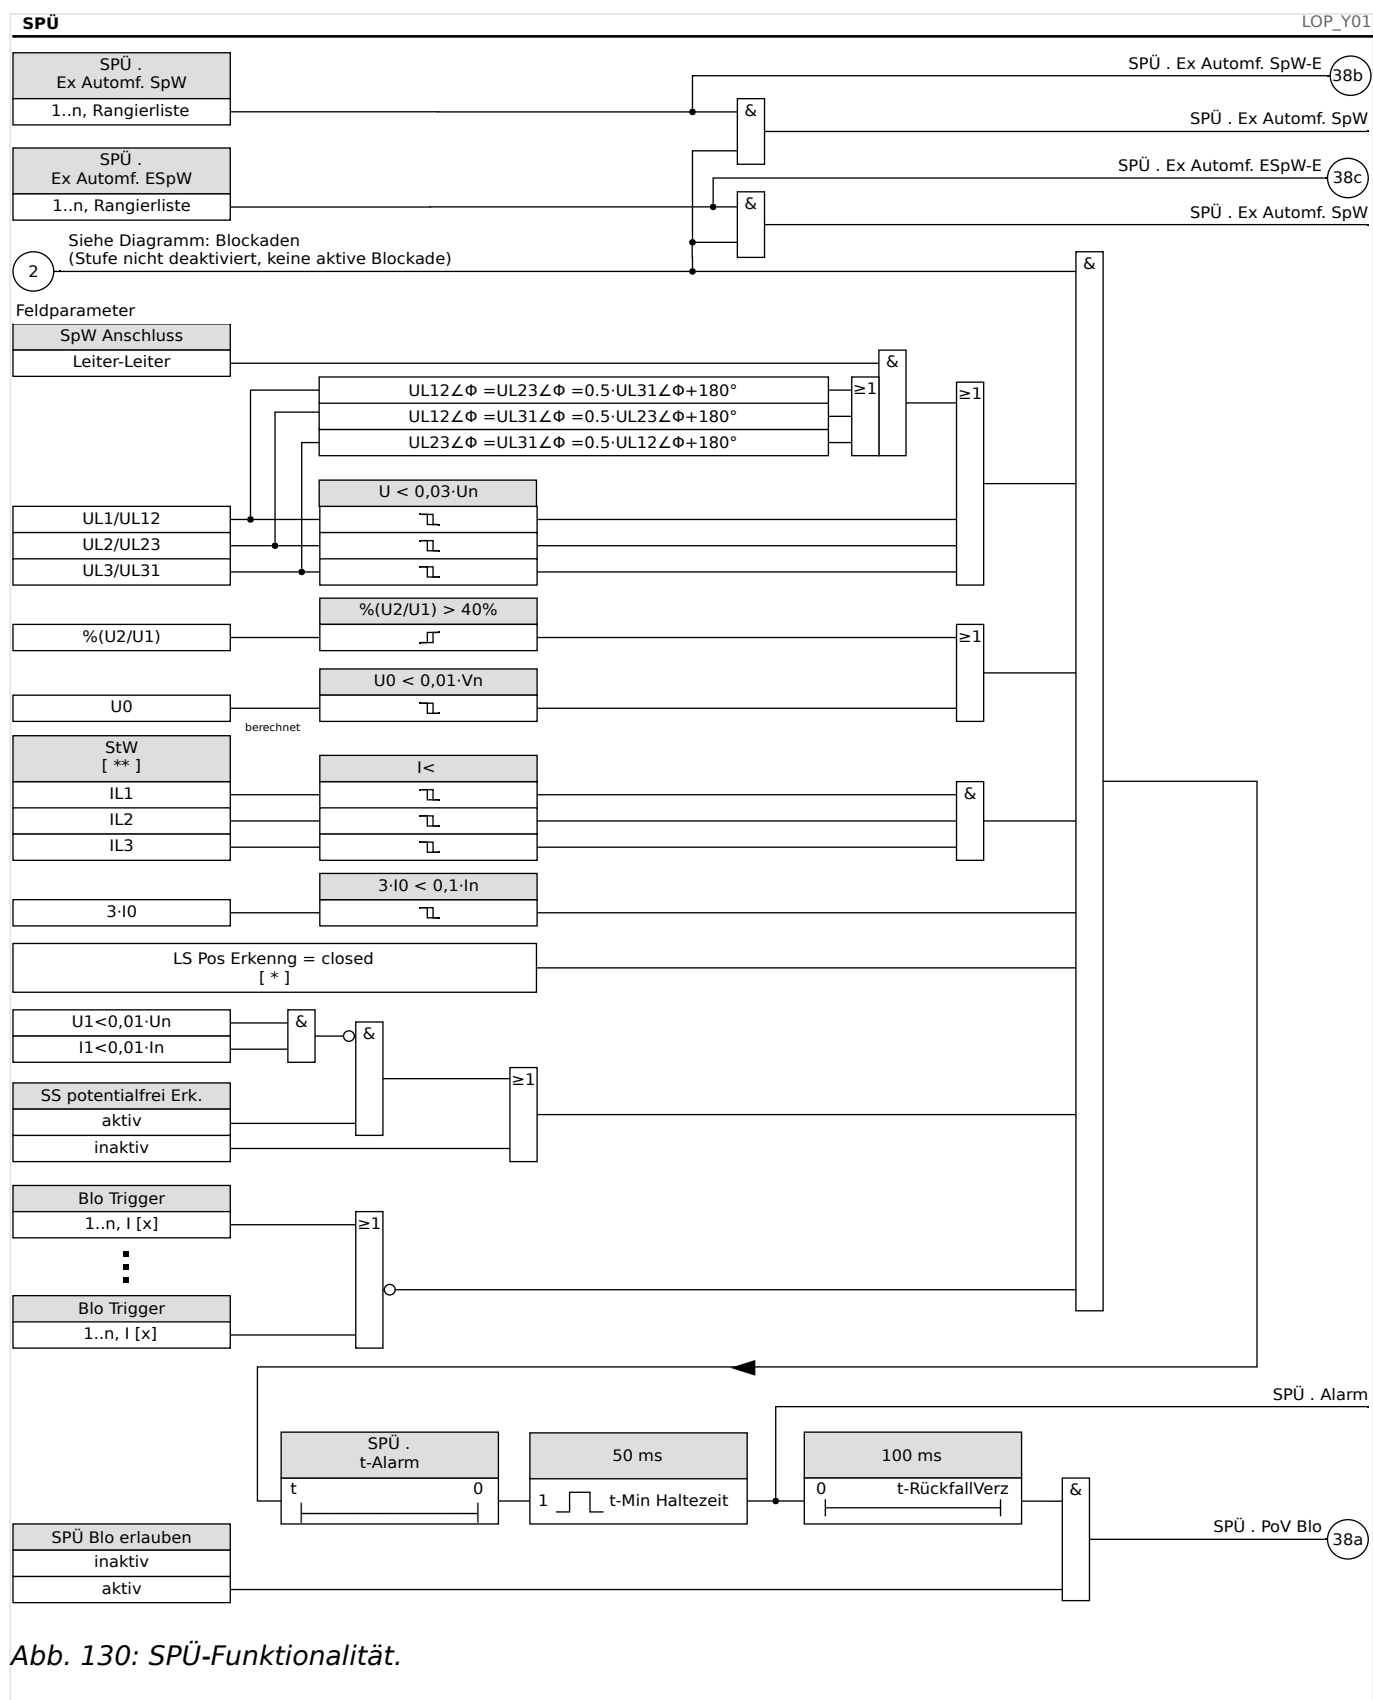 SPÜ
LOP_Y01
SPÜ .
Ex Automf. SpW
1..n, Rangierliste
SPÜ . Ex Automf. SpW-E
38b
&
SPÜ . Ex Automf. SpW
SPÜ .
Ex Automf. ESpW
1..n, Rangierliste
SPÜ . Ex Automf. ESpW-E
38c
&
SPÜ . Ex Automf. SpW
Siehe Diagramm: Blockaden
(Stufe nicht deaktiviert, keine aktive Blockade)
2
&
Feldparameter
SpW Anschluss
Leiter-Leiter
&
UL12∠Φ =UL23∠Φ =0.5·UL31∠Φ+180°
≥1
≥1
UL12∠Φ =UL31∠Φ =0.5·UL23∠Φ+180°
UL23∠Φ =UL31∠Φ =0.5·UL12∠Φ+180°
U < 0,03·Un
UL1/UL12
UL2/UL23
UL3/UL31
%(U2/U1) > 40%
%(U2/U1)
≥1
U0 < 0,01·Vn
U0
berechnet
StW
[ ** ]
I<
IL1
&
IL2
IL3
3·I0 < 0,1·In
3·I0
LS Pos Erkenng = closed
[ * ]
U1<0,01·Un
&
&
I1<0,01·In
≥1
SS potentialfrei Erk.
aktiv
inaktiv
Blo Trigger
1..n, I [x]
≥1
Blo Trigger
1..n, I [x]
SPÜ . Alarm
SPÜ .
t-Alarm
t 0
50 ms
1 t-Min Haltezeit
100 ms
0 t-RückfallVerz
&
SPÜ . PoV Blo
38a
SPÜ Blo erlauben
inaktiv
aktiv
Abb. 130: SPÜ-Funktionalität.